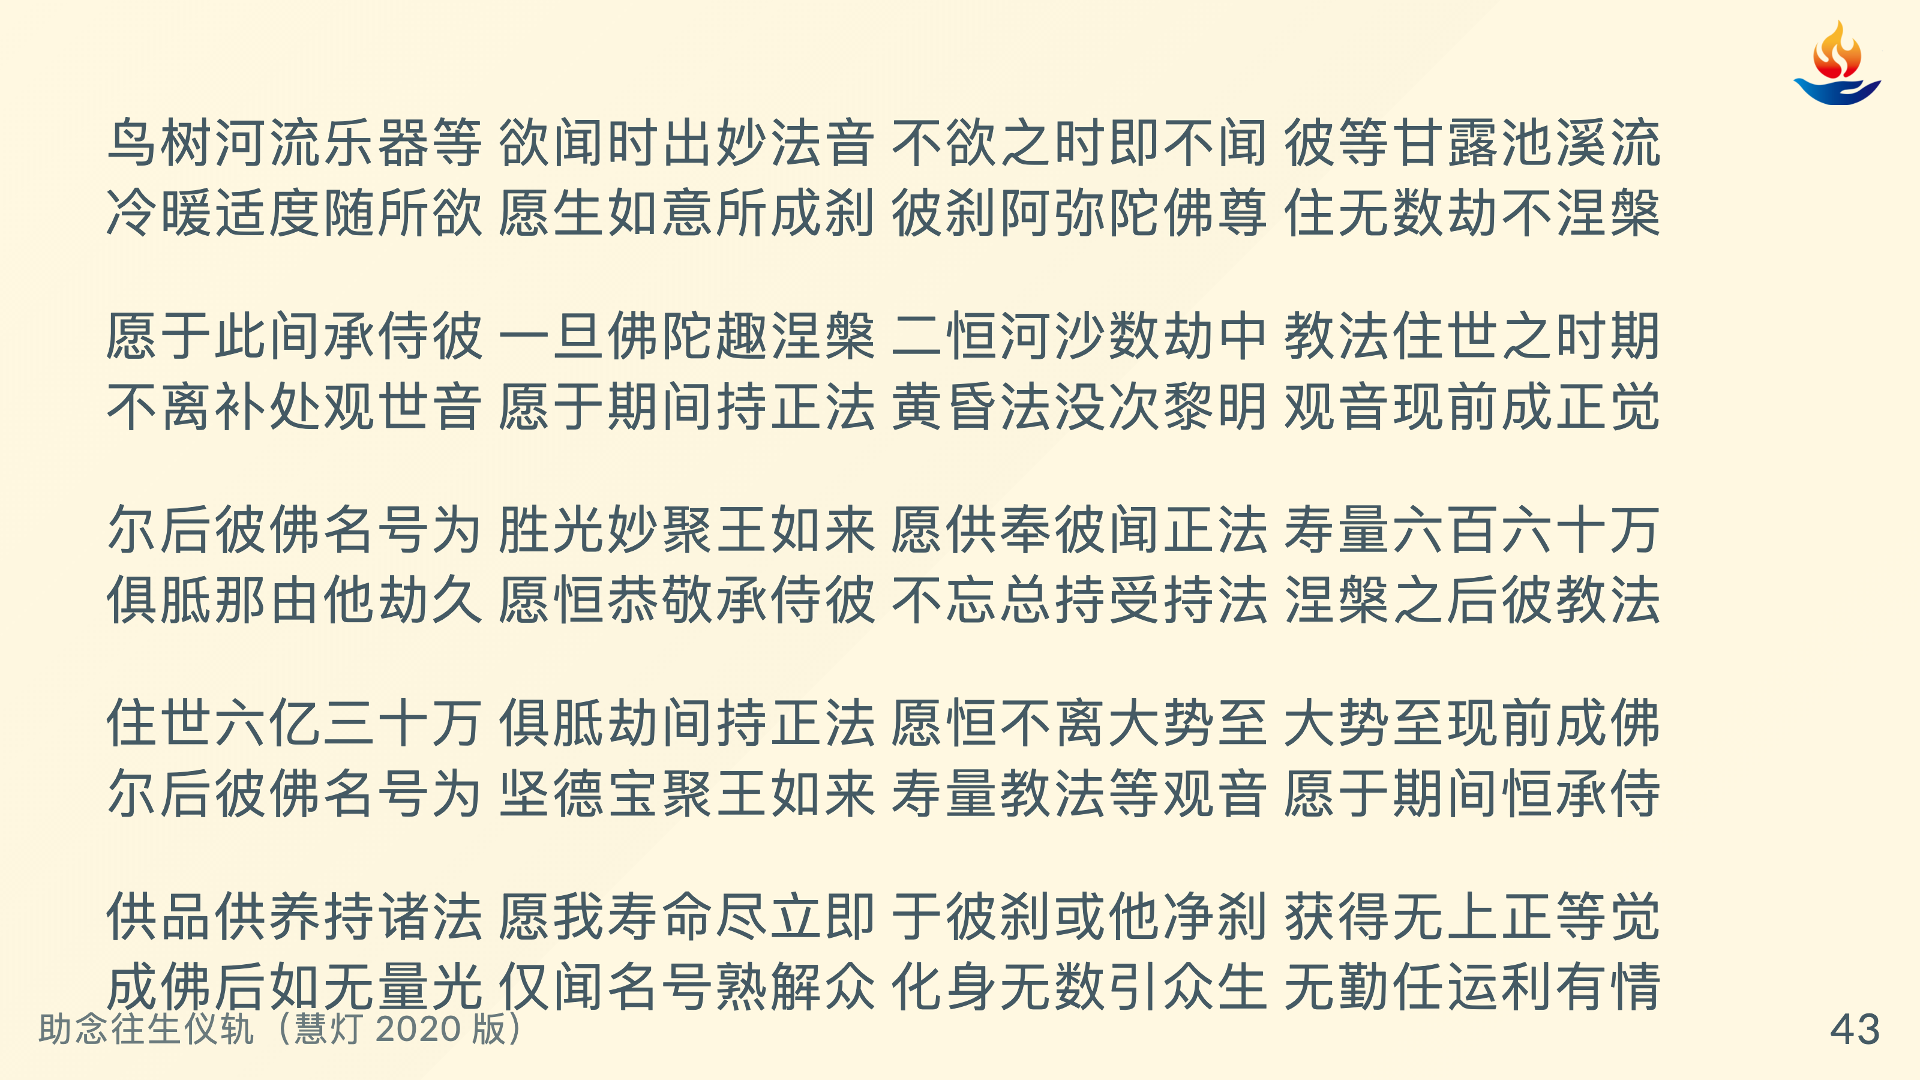 鸟树河流乐器等 欲闻时出妙法音 不欲之时即不闻 彼等甘露池溪流
冷暖适度随所欲 愿生如意所成刹 彼刹阿弥陀佛尊 住无数劫不涅槃
愿于此间承侍彼 一旦佛陀趣涅槃 二恒河沙数劫中 教法住世之时期
不离补处观世音 愿于期间持正法 黄昏法没次黎明 观音现前成正觉
尔后彼佛名号为 胜光妙聚王如来 愿供奉彼闻正法 寿量六百六十万
俱胝那由他劫久 愿恒恭敬承侍彼 不忘总持受持法 涅槃之后彼教法
住世六亿三十万 俱胝劫间持正法 愿恒不离大势至 大势至现前成佛
尔后彼佛名号为 坚德宝聚王如来 寿量教法等观音 愿于期间恒承侍
供品供养持诸法 愿我寿命尽立即 于彼刹或他净刹 获得无上正等觉
成佛后如无量光 仅闻名号熟解众 化身无数引众生 无勤任运利有情
助念往生仪轨（慧灯 2020 版）
43